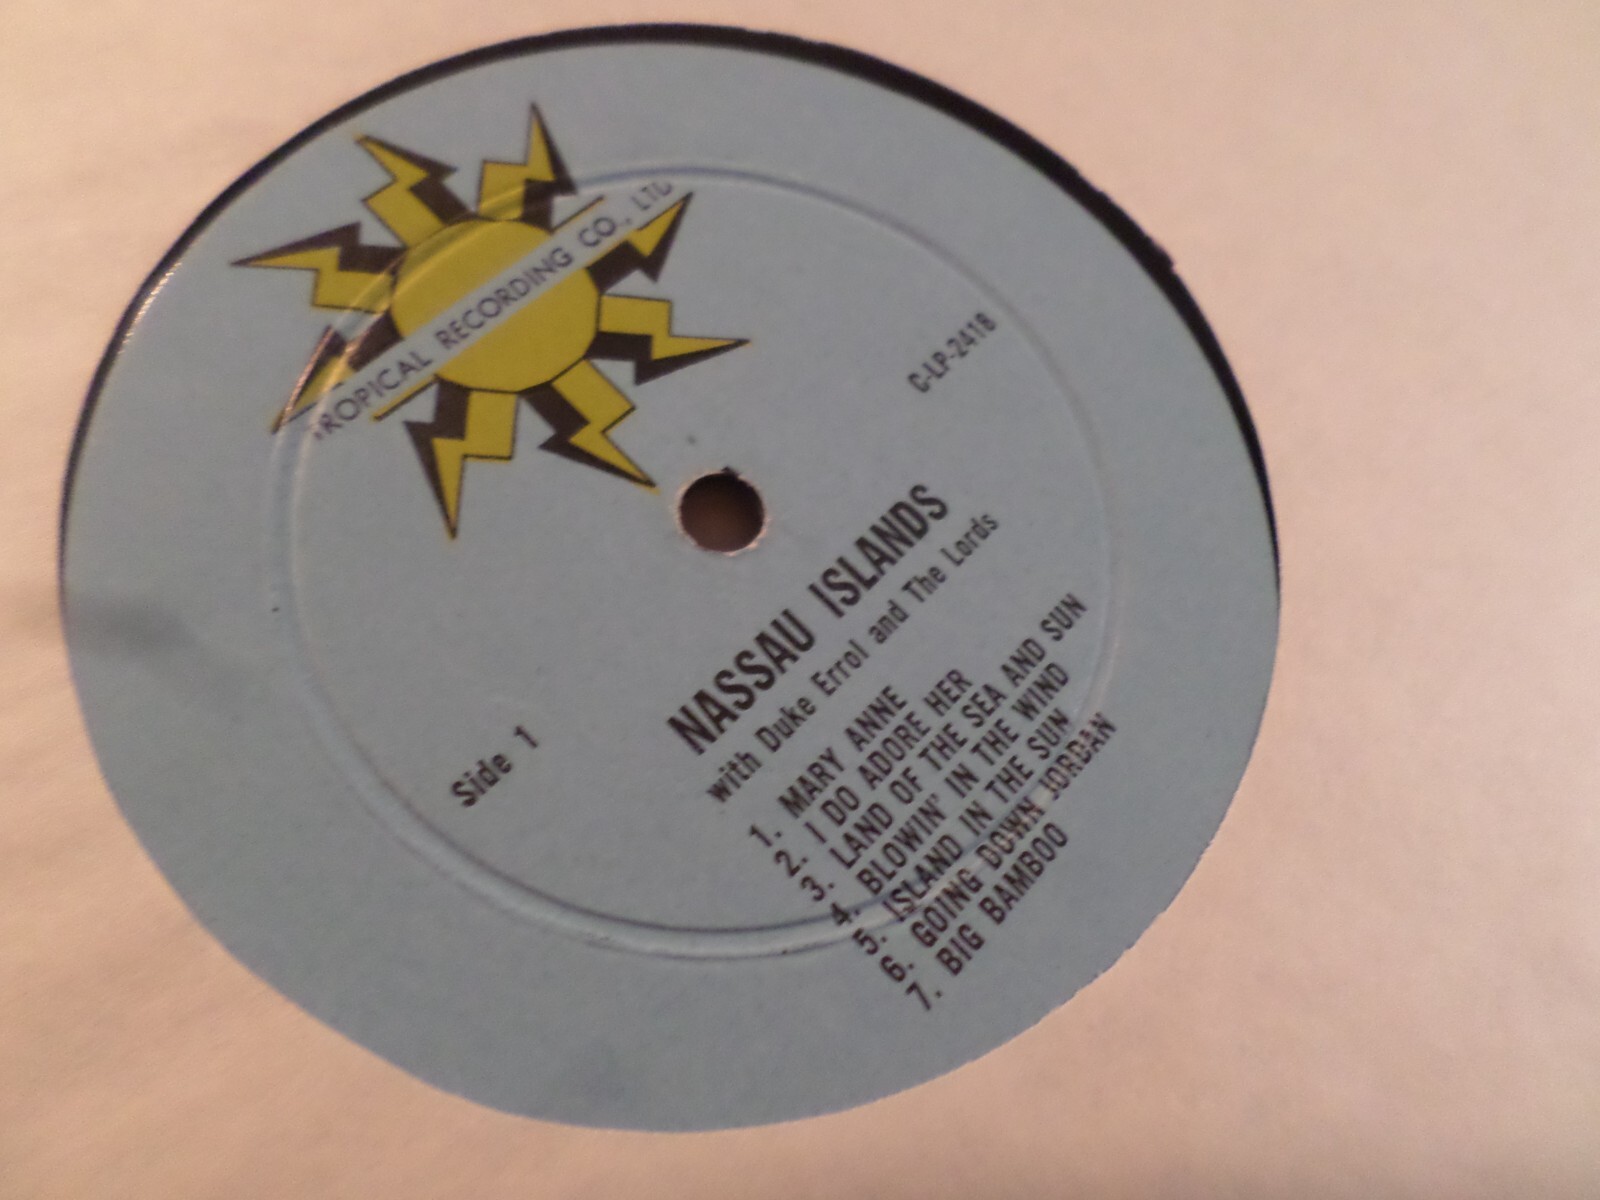 TROPICAL RECORDING CO., LTD
C-LP-2418
NASSAU ISLANDS
with Duke Errol and The Lords
Side 1
1. MARY ANNE
2. I DO ADORE HER
3. LAND OF THE SEA AND SUN
4. BLOWIN' IN THE WIND
5. ISLAND IN THE SUN
6. GOING DOWN JORDAN
7. BIG BAMBOO